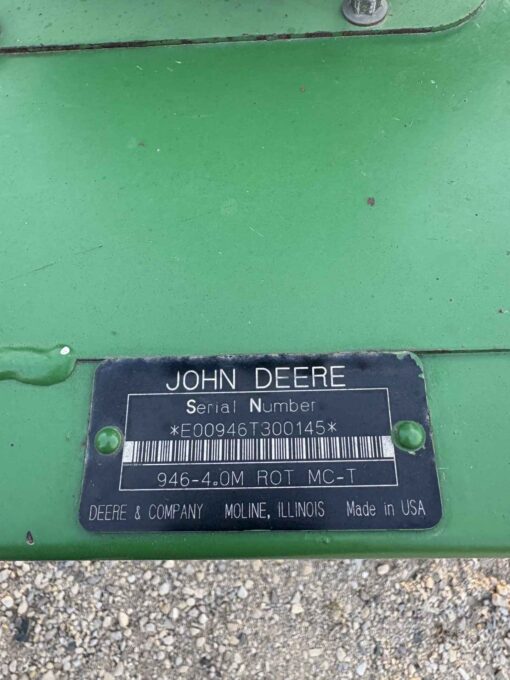 JOHN DEERE
Serial Number
*E00946T300145*
946-4.0M ROT MC-T
DEERE & COMPANY MOLINE, ILLINOIS Made in USA